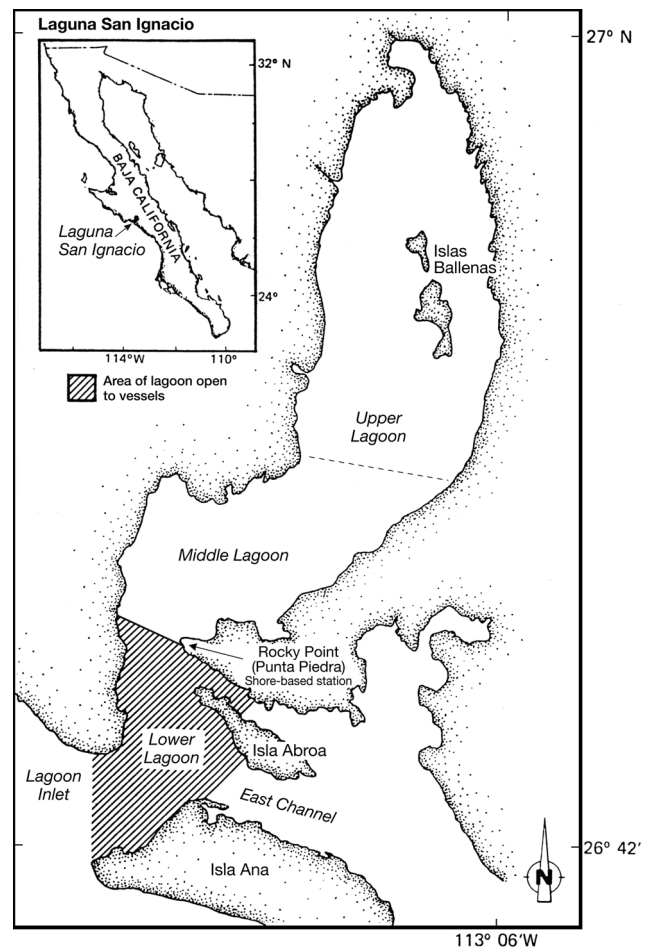 Laguna San Ignacio
32° N
BAJA CALIFORNIA
Laguna
San Ignacio
24°
114°W
110°
Area of lagoon open
to vessels
27° N
Islas
Ballenas
Upper
Lagoon
Middle Lagoon
Rocky Point
(Punta Piedra)
Shore-based station
Lower
Lagoon
Isla Abroa
Lagoon
Inlet
East Channel
Isla Ana
N
26° 42'
113° 06'W